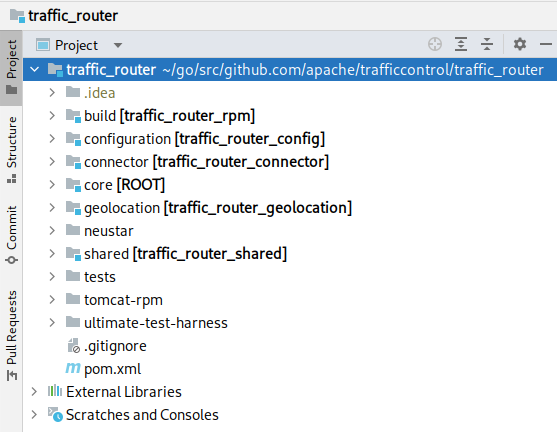 traffic_router
Project
Project
traffic_router ~/go/src/github.com/apache/trafficcontrol/traffic_router
.idea
build [traffic_router_rpm]
configuration [traffic_router_config]
connector [traffic_router_connector]
core [ROOT]
geolocation [traffic_router_geolocation]
neustar
shared [traffic_router_shared]
tests
tomcat-rpm
ultimate-test-harness
.gitignore
m pom.xml
External Libraries
Scratches and Consoles
Structure
Commit
Pull Requests